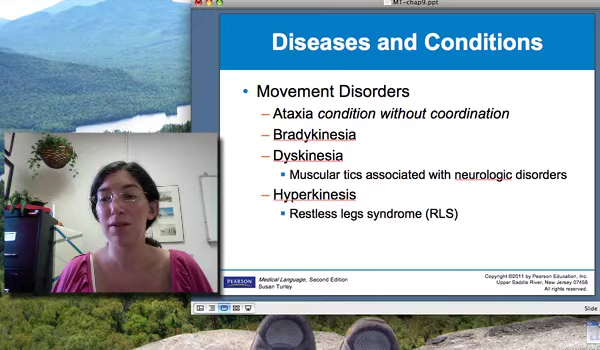 MT-chap9.ppt
Diseases and Conditions
• Movement Disorders
– Ataxia condition without coordination
– Bradykinesia
– Dyskinesia
▪ Muscular tics associated with neurologic disorders
– Hyperkinesis
▪ Restless legs syndrome (RLS)
PEARSON
Medical Language, Second Edition
Susan Turley
Copyright ©2011 by Pearson Education, Inc.
Upper Saddle River, New Jersey 07458
All rights reserved.
Slide